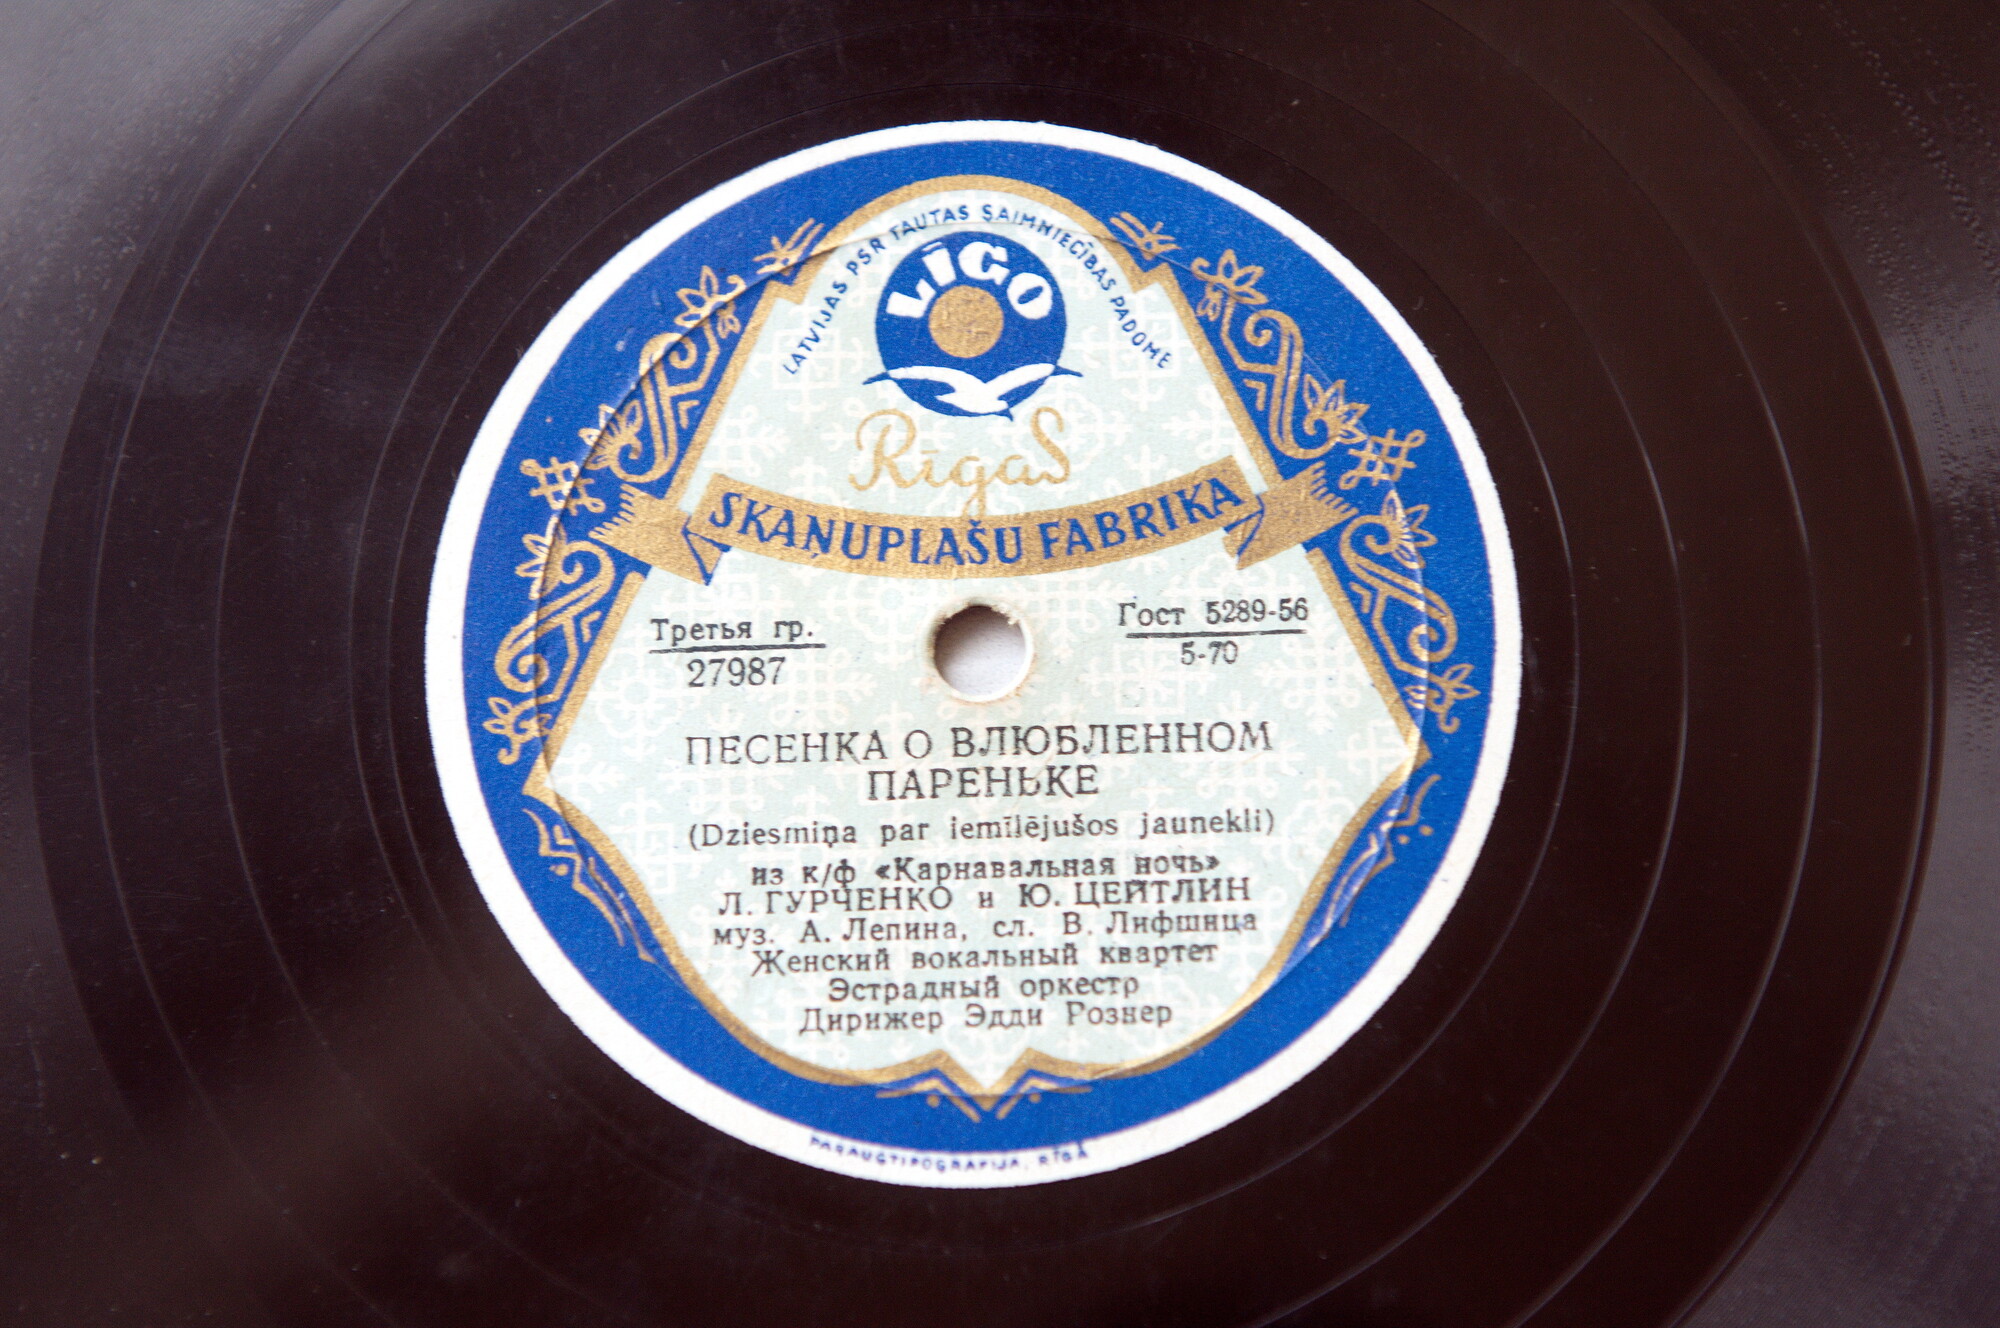 LATVIJAS PSR TAUTAS SAIMNIECĪBAS PADOME
LĪGO
Rīgas
SKAŅUPLAŠU FABRIKA
Третья гр.
27987
Гост 5289-56
5-70
ПЕСЕНКА О ВЛЮБЛЕННОМ
ПАРЕНЬКЕ
(Dziesmiņa par iemīlējušos jaunekli)
из к/ф «Карнавальная ночь»
Л. ГУРЧЕНКО и Ю. ЦЕЙТЛИН
муз. А. Лепина, сл. В. Лифшица
Женский вокальный квартет
Эстрадный оркестр
Дирижер Эдди Рознер
PARAUGTIPOGRAFIJA, RĪGĀ